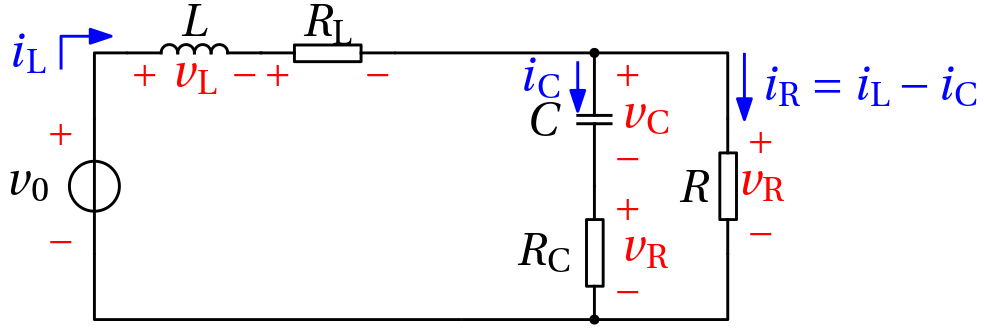 L
R_L
i_L
+ v_L − + −
i_C
+
i_R = i_L − i_C
C
v_C
+
−
+
v_0
R
v_R
+
−
−
R_C
v_R
−